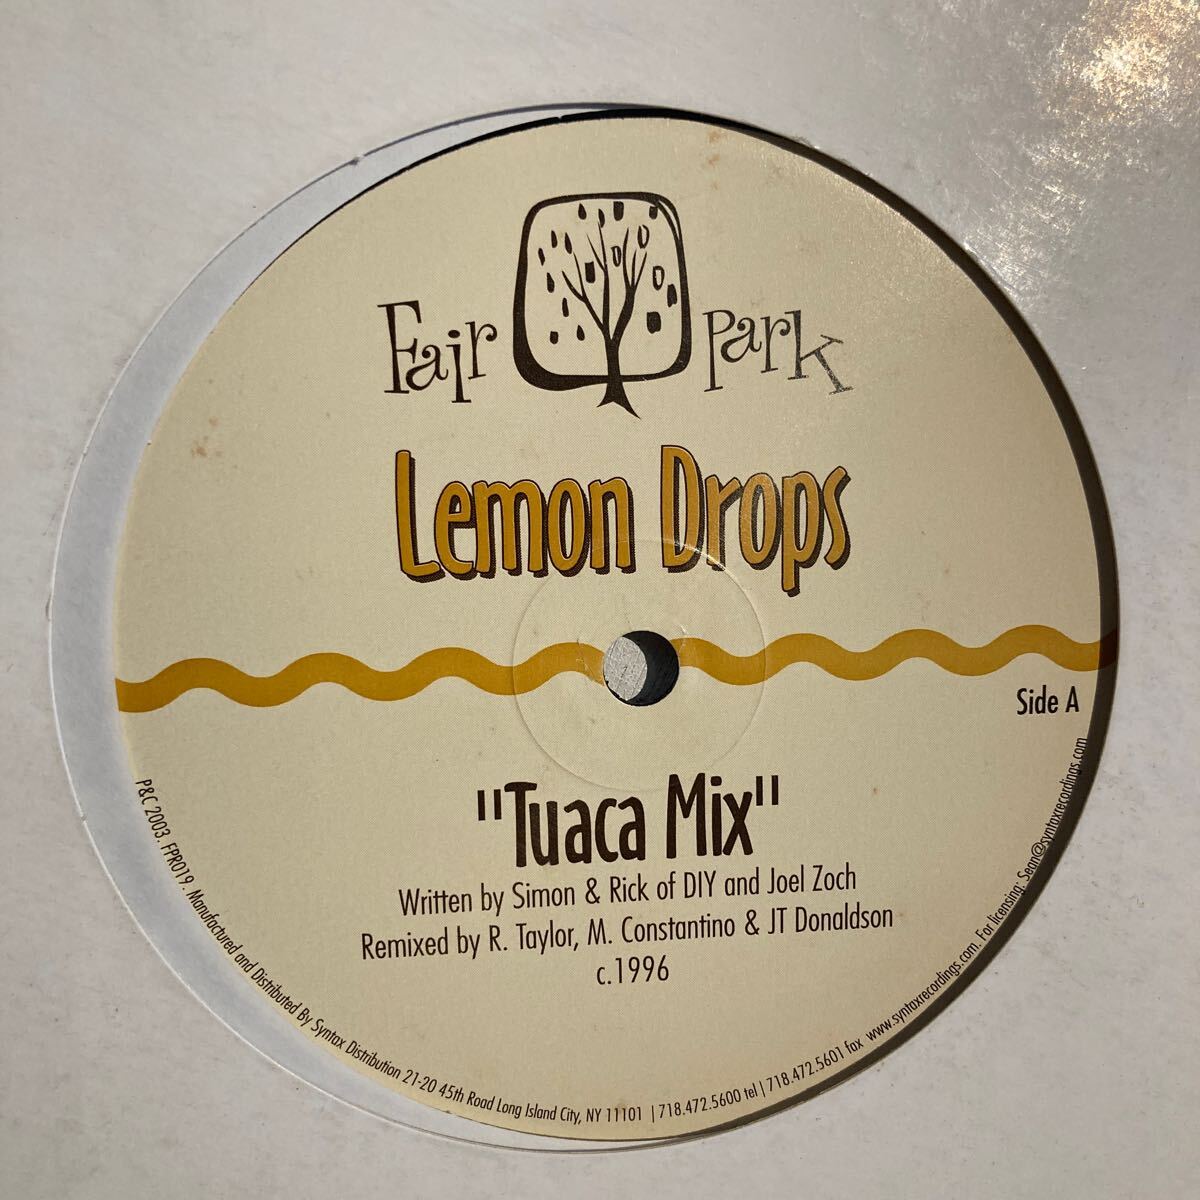 Fair Park
Lemon Drops
Side A
"Tuaca Mix"
Written by Simon & Rick of DIY and Joel Zoch
Remixed by R. Taylor, M. Constantino & JT Donaldson
c.1996
P&C 2003. FPR019. Manufactured and Distributed By Syntax Distribution 21-20 45th Road Long Island City, NY 11101 | 718.472.5600 tel | 718.472.5601 fax www.syntaxrecordings.com. For licensing: Sean@syntaxrecordings.com